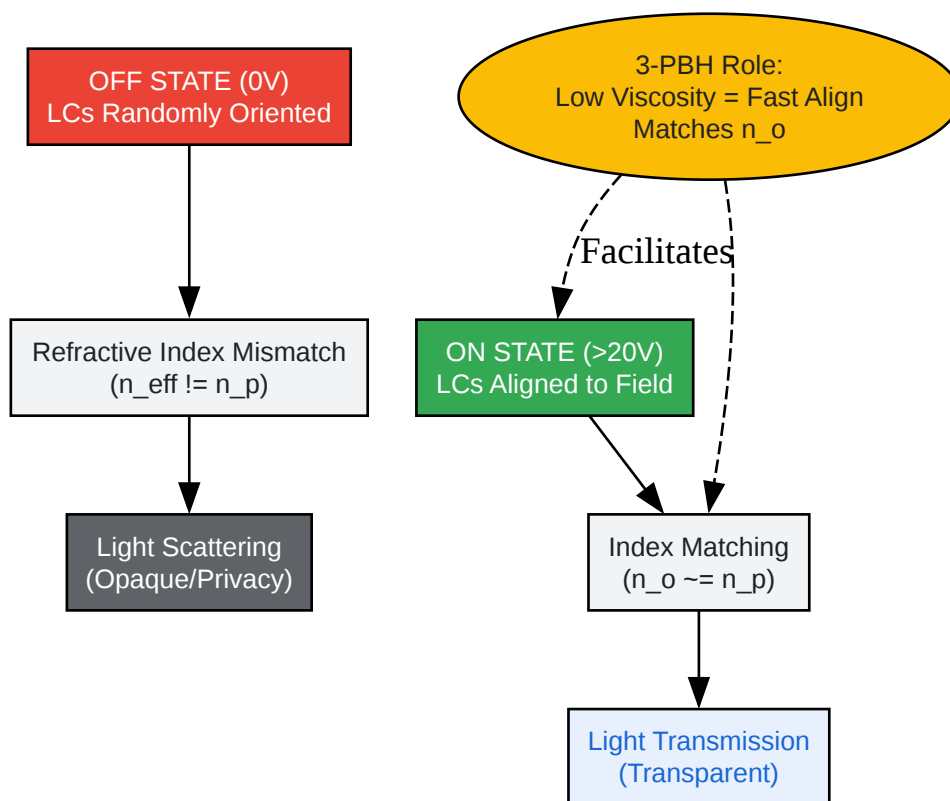 OFF STATE (0V)
LCs Randomly Oriented
3-PBH Role:
Low Viscosity = Fast Align
Matches n_o
Facilitates
Refractive Index Mismatch
(n_eff != n_p)
ON STATE (>20V)
LCs Aligned to Field
Light Scattering
(Opaque/Privacy)
Index Matching
(n_o ~= n_p)
Light Transmission
(Transparent)